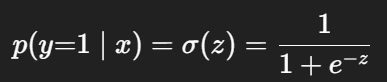 p(y=1 | x) = σ(z) = 1 / (1 + e^{-z})